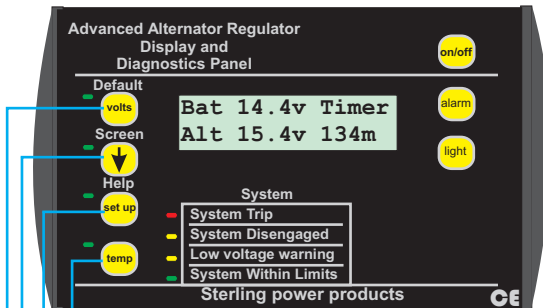 Advanced Alternator Regulator
Display and
Diagnostics Panel
on/off
Default
volts
Bat 14.4v Timer
Alt 15.4v 134m
alarm
Screen
light
Help
set up
System
System Trip
System Disengaged
temp
Low voltage warning
System Within Limits
Sterling power products
CE